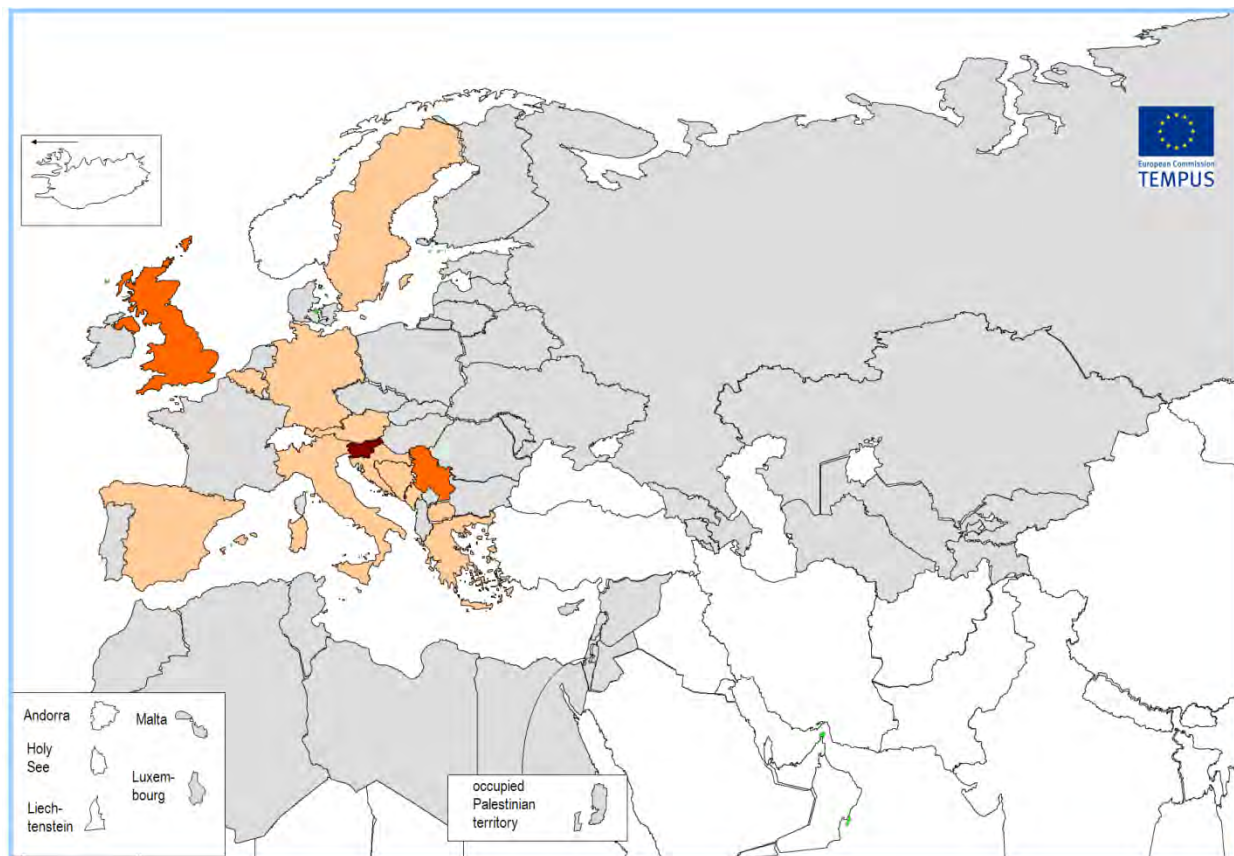 European Commission
TEMPUS
Andorra
Malta
Holy
See
Luxem-
bourg
Liech-
tenstein
occupied
Palestinian
territory